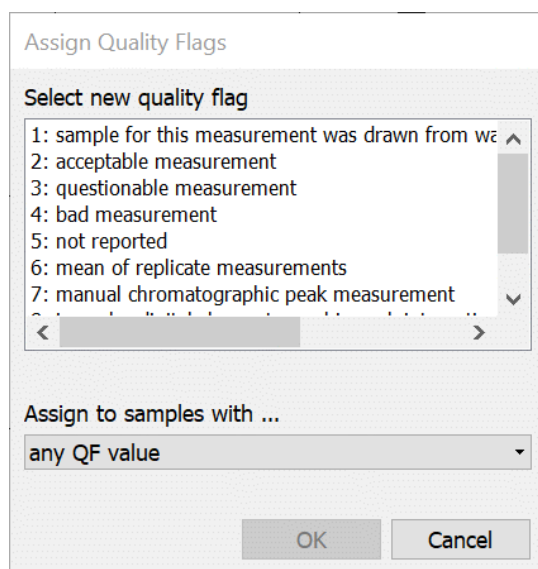 Assign Quality Flags
Select new quality flag
1: sample for this measurement was drawn from wa
2: acceptable measurement
3: questionable measurement
4: bad measurement
5: not reported
6: mean of replicate measurements
7: manual chromatographic peak measurement
Assign to samples with ...
any QF value
OK
Cancel